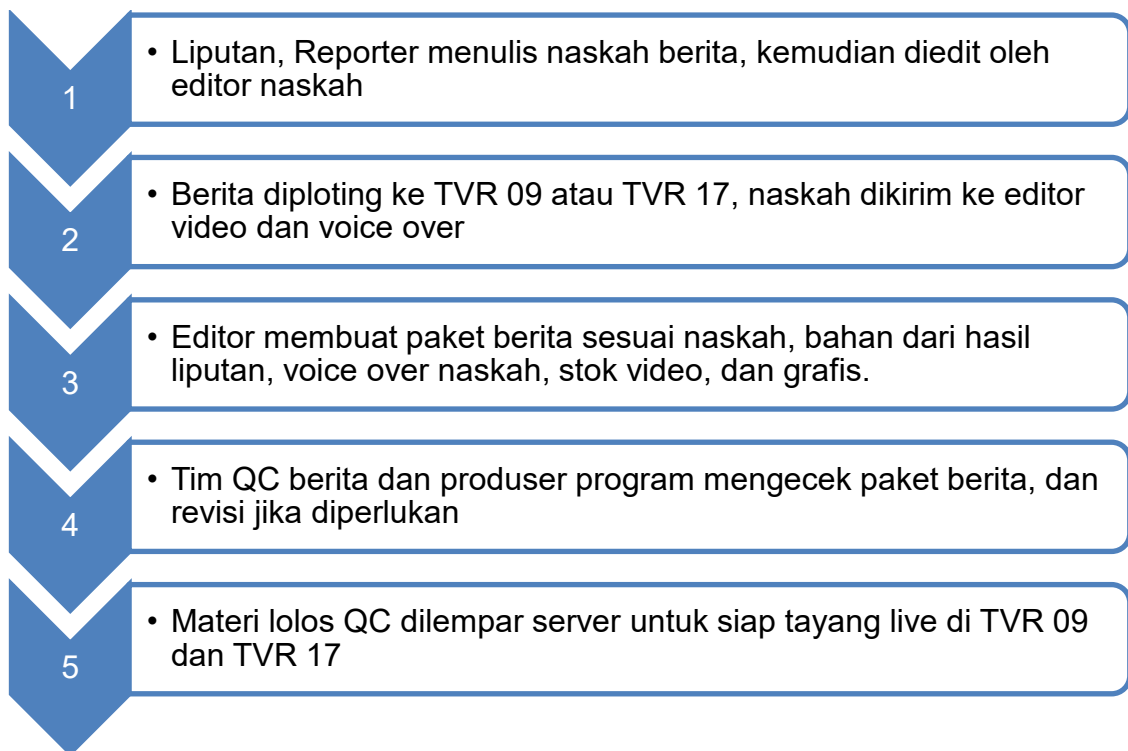 1
• Liputan, Reporter menulis naskah berita, kemudian diedit oleh
editor naskah
2
• Berita diploting ke TVR 09 atau TVR 17, naskah dikirim ke editor
video dan voice over
3
• Editor membuat paket berita sesuai naskah, bahan dari hasil
liputan, voice over naskah, stok video, dan grafis.
4
• Tim QC berita dan produser program mengecek paket berita, dan
revisi jika diperlukan
5
• Materi lolos QC dilempar server untuk siap tayang live di TVR 09
dan TVR 17